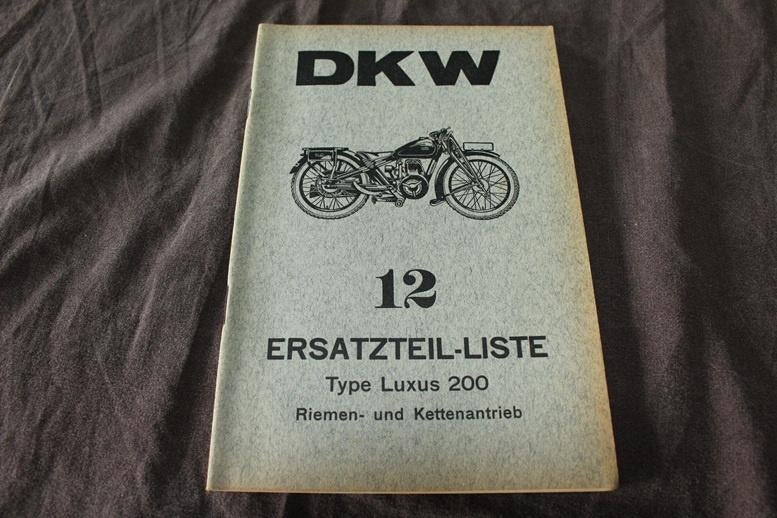 DKW
12
ERSATZTEIL-LISTE
Type Luxus 200
Riemen- und Kettenantrieb